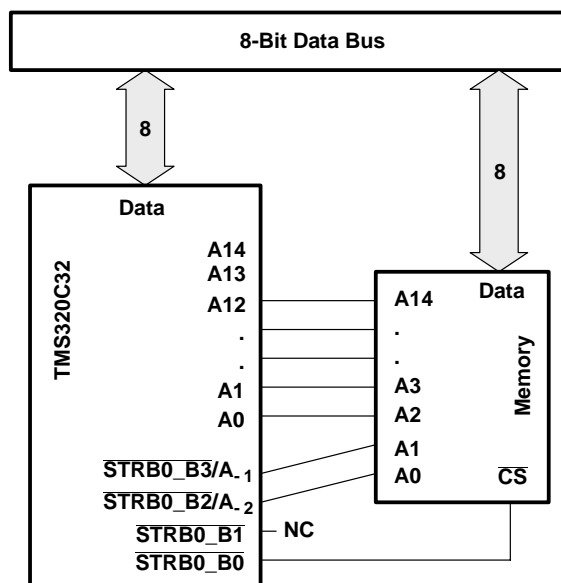 8-Bit Data Bus
8
8
Data
Data
TMS320C32
Memory
A14
A13
A12
A14
.
.
.
.
A1
A3
A0
A2
STRB0_B3/A-1
A1
STRB0_B2/A-2
A0
CS
STRB0_B1
NC
STRB0_B0